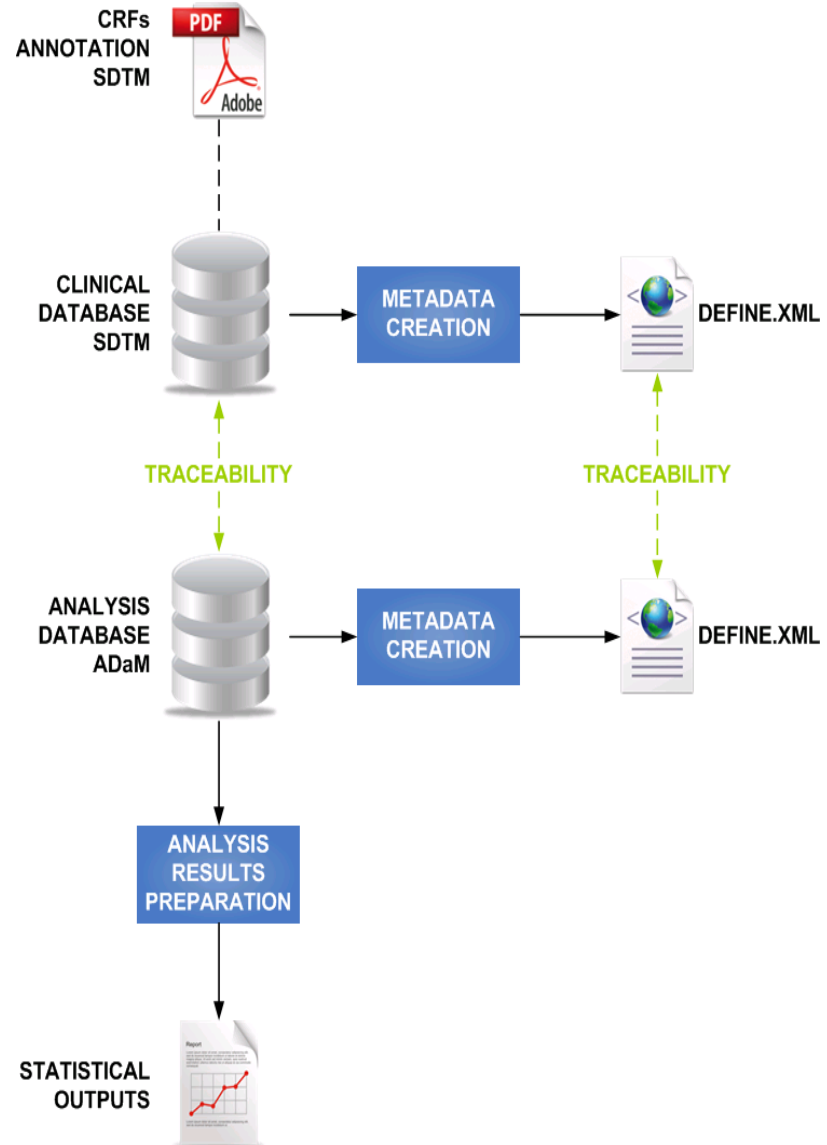 CRFs
ANNOTATION
SDTM
PDF
Adobe
CLINICAL
DATABASE
SDTM
METADATA
CREATION
DEFINE.XML
TRACEABILITY
TRACEABILITY
ANALYSIS
DATABASE
ADaM
METADATA
CREATION
DEFINE.XML
ANALYSIS
RESULTS
PREPARATION
Report
STATISTICAL
OUTPUTS